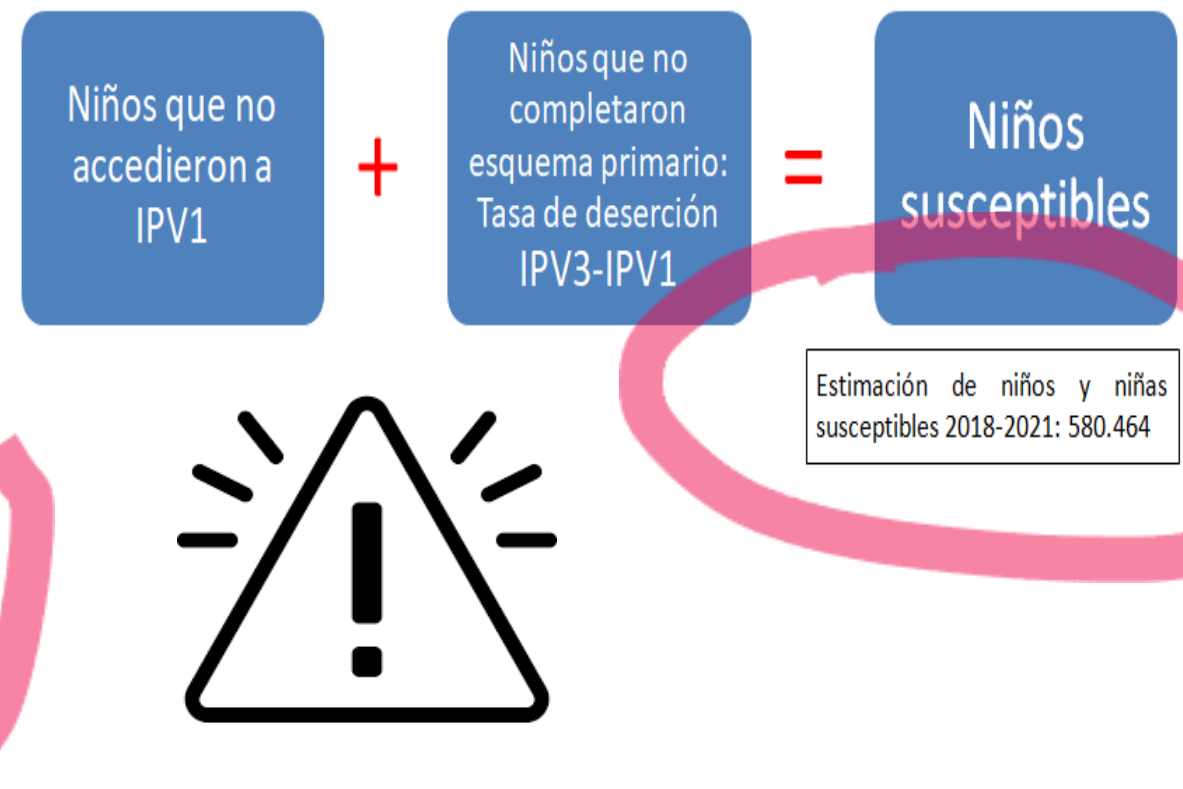 Niños que no
accedieron a
IPV1
+
Niños que no
completaron
esquema primario:
Tasa de deserción
IPV3-IPV1
=
Niños
susceptibles
Estimación de niños y niñas
susceptibles 2018-2021: 580.464